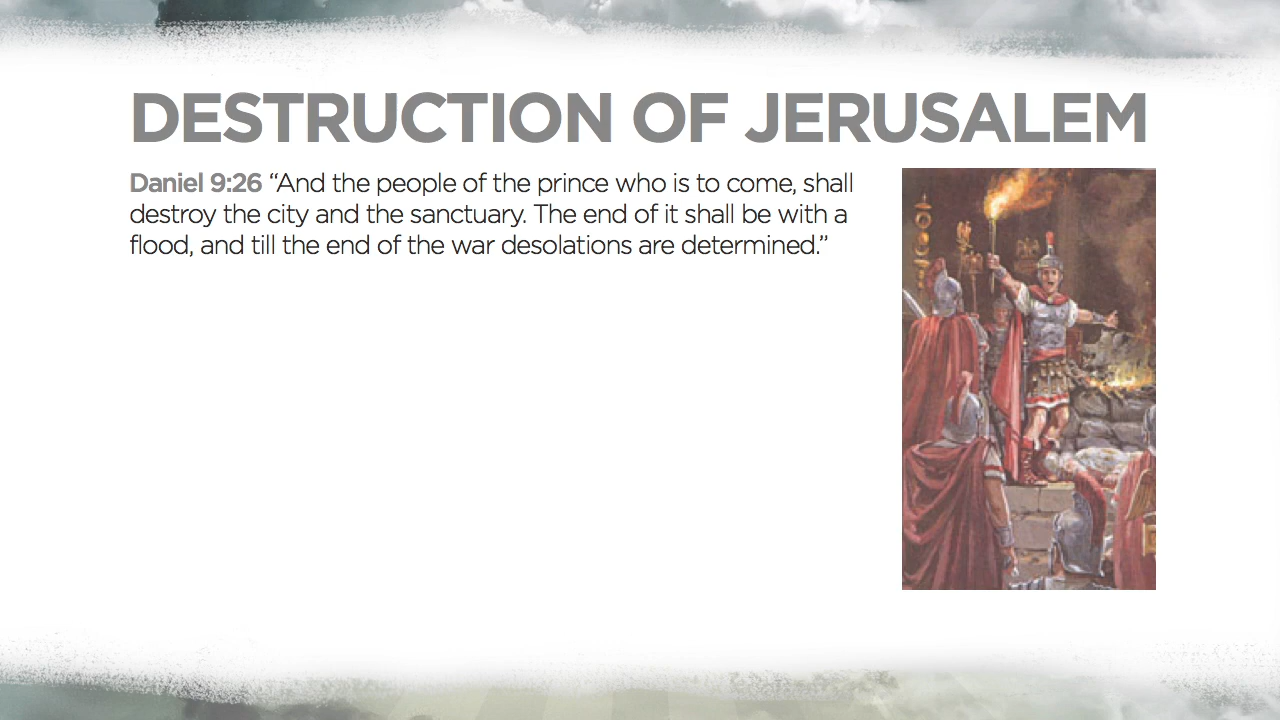 DESTRUCTION OF JERUSALEM
Daniel 9:26 “And the people of the prince who is to come, shall
destroy the city and the sanctuary. The end of it shall be with a
flood, and till the end of the war desolations are determined.”